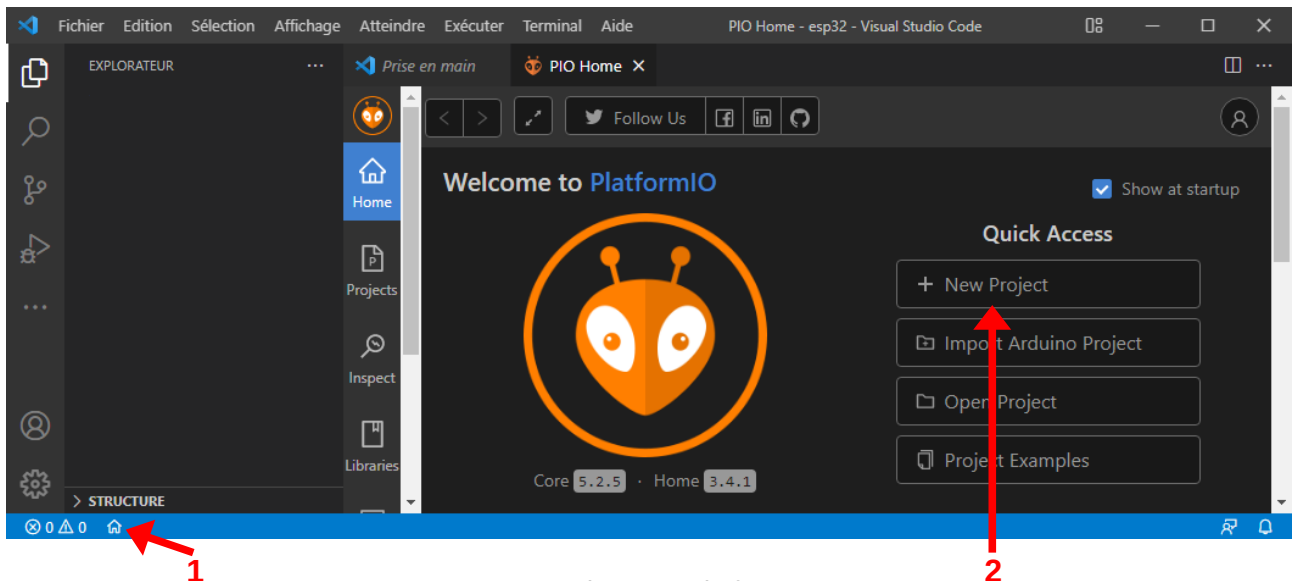 Fichier Edition Sélection Affichage Atteindre Exécuter Terminal Aide PIO Home - esp32 - Visual Studio Code
EXPLORATEUR
Prise en main PIO Home
Follow Us
Home
Welcome to PlatformIO
Show at startup
Quick Access
New Project
Projects
Import Arduino Project
Inspect
Open Project
Libraries
Project Examples
Core 5.2.5 · Home 3.4.1
STRUCTURE
0 0
1 2